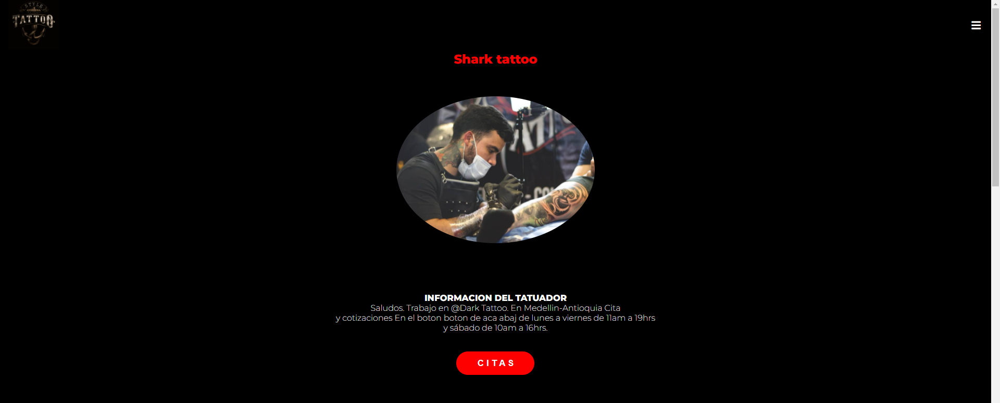 STYLE
TATTOO
Shark tattoo
INFORMACION DEL TATUADOR
Saludos. Trabajo en @Dark Tattoo. En Medellin-Antioquia Cita
y cotizaciones En el boton boton de aca abaj de lunes a viernes de 11am a 19hrs
y sábado de 10am a 16hrs.
CITAS